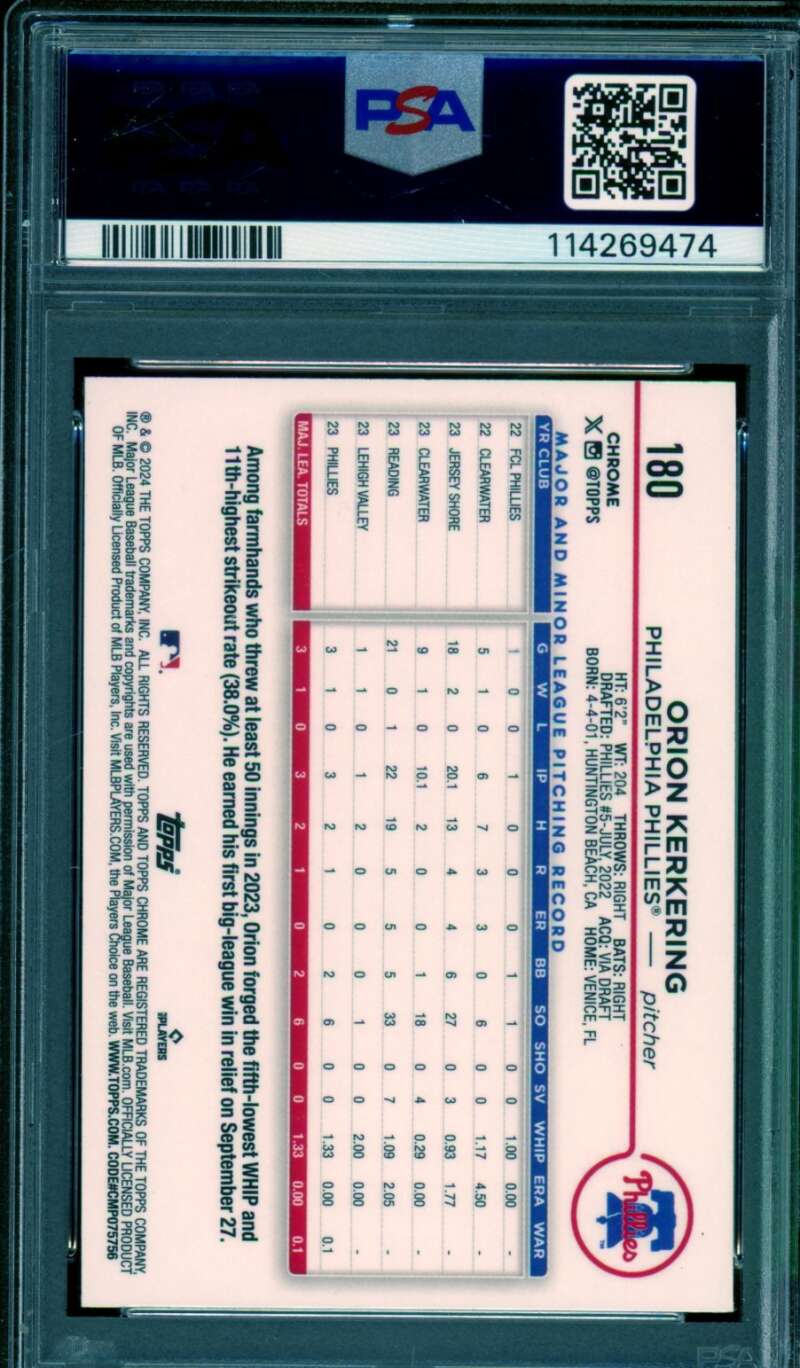 PSA
114269474
180
ORION KERKERING
PHILADELPHIA PHILLIES® — pitcher
Phillies™
CHROME
@TOPPS
HT: 6'2" WT: 204 THROWS: RIGHT BATS: RIGHT
DRAFTED: PHILLIES #5-JULY, 2022 ACQ: VIA DRAFT
BORN: 4-4-01, HUNTINGTON BEACH, CA HOME: VENICE, FL
MAJOR AND MINOR LEAGUE PITCHING RECORD
YR CLUB G W L IP H R ER BB SO SHO SV WHIP ERA WAR
22 FCL PHILLIES 1 0 0 1 0 0 0 1 1 0 0 1.00 0.00 -
22 CLEARWATER 5 1 0 6 7 3 3 0 6 0 0 1.17 4.50 -
23 JERSEY SHORE 18 2 0 20.1 13 4 4 6 27 0 3 0.93 1.77 -
23 CLEARWATER 9 1 0 10.1 2 0 0 1 18 0 4 0.29 0.00 -
23 READING 21 0 1 22 19 5 5 5 33 0 7 1.09 2.05 -
23 LEHIGH VALLEY 1 1 0 1 2 0 0 0 1 0 0 2.00 0.00 -
23 PHILLIES 3 1 0 3 2 1 0 2 6 0 0 1.33 0.00 0.1
MAJ. LEA. TOTALS 3 1 0 3 2 1 0 2 6 0 0 1.33 0.00 0.1
Among farmhands who threw at least 50 innings in 2023, Orion forged the fifth-lowest WHIP and
11th-highest strikeout rate (38.0%). He earned his first big-league win in relief on September 27.
topps®
PLAYERS
® & © 2024 THE TOPPS COMPANY, INC. ALL RIGHTS RESERVED. TOPPS AND TOPPS CHROME ARE REGISTERED TRADEMARKS OF THE TOPPS COMPANY,
INC. Major League Baseball trademarks and copyrights are used with permission of Major League Baseball. Visit MLB.com. OFFICIALLY LICENSED PRODUCT
OF MLB. Officially Licensed Product of MLB Players, Inc. Visit MLBPLAYERS.COM, the Players Choice on the web. WWW.TOPPS.COM, CODE#CMP075756